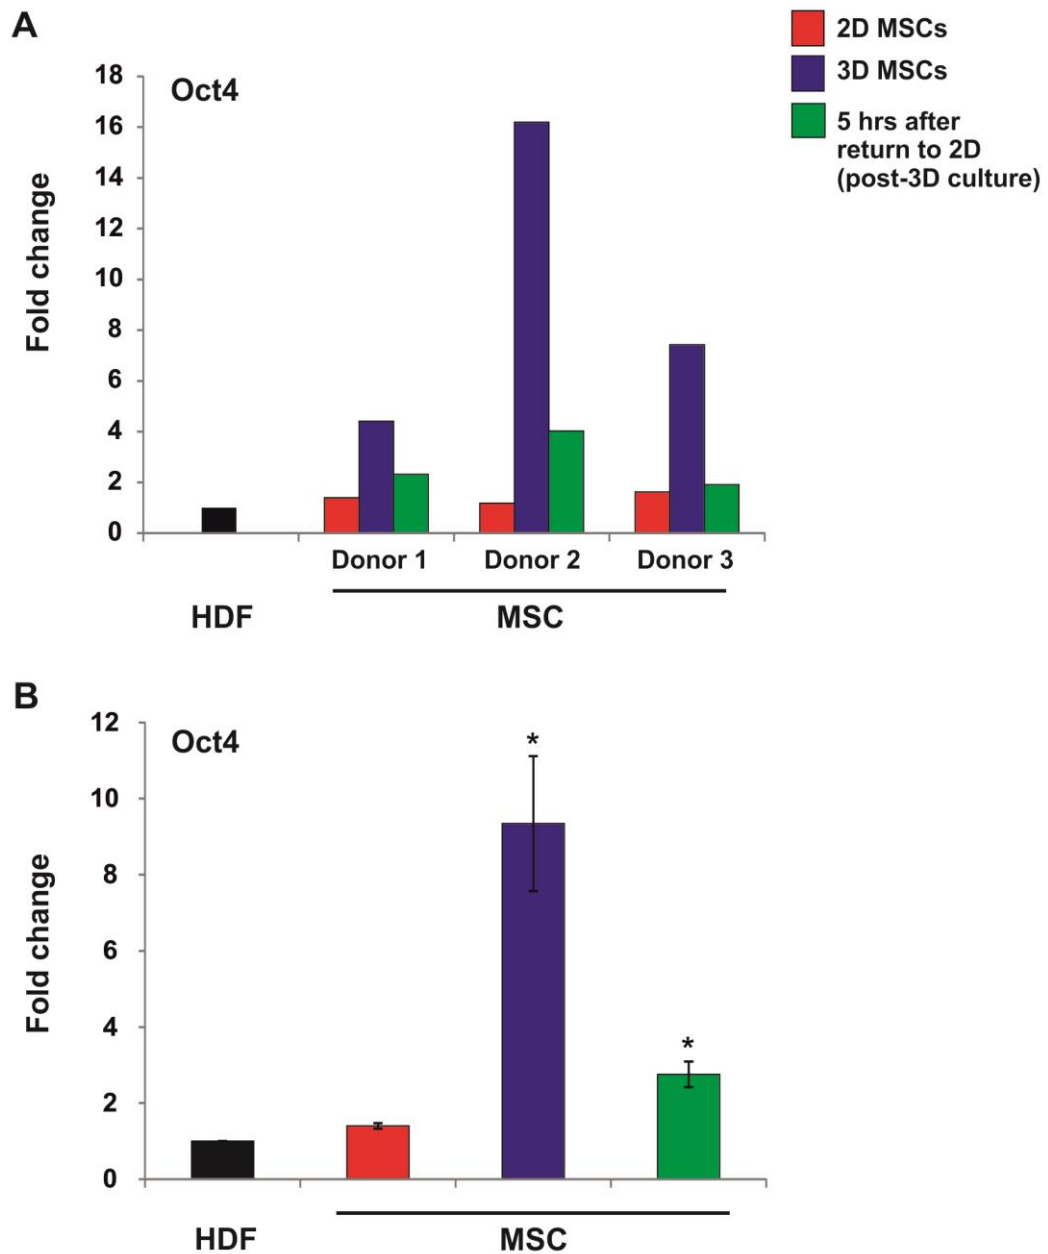 A
2D MSCs
3D MSCs
5 hrs after
return to 2D
(post-3D culture)
Oct4
Fold change
18
16
14
12
10
8
6
4
2
0
Donor 1
Donor 2
Donor 3
HDF
MSC
B
Oct4
Fold change
12
10
8
6
4
2
0
*
*
HDF
MSC